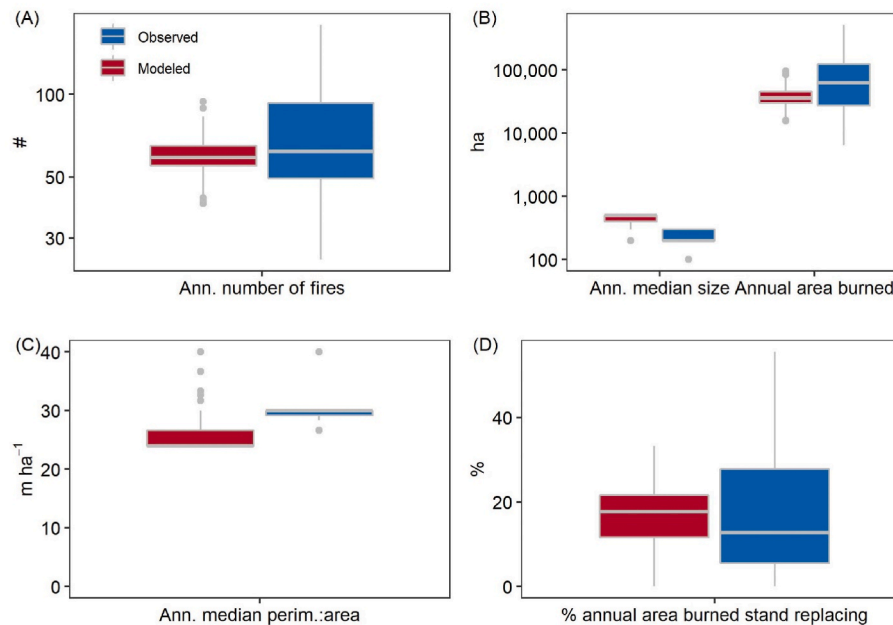 (A)
Observed
Modeled
100
50
30
#
Ann. number of fires
(B)
100,000
10,000
1,000
100
ha
Ann. median size Annual area burned
(C)
40
30
20
10
0
m ha⁻¹
Ann. median perim.:area
(D)
40
20
0
%
% annual area burned stand replacing